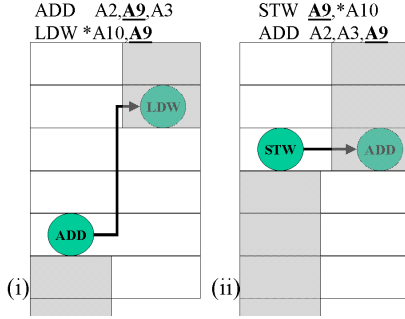 ADD A2,A9,A3
LDW *A10,A9
LDW
ADD
(i)
STW A9,*A10
ADD A2,A3,A9
STW ADD
(ii)